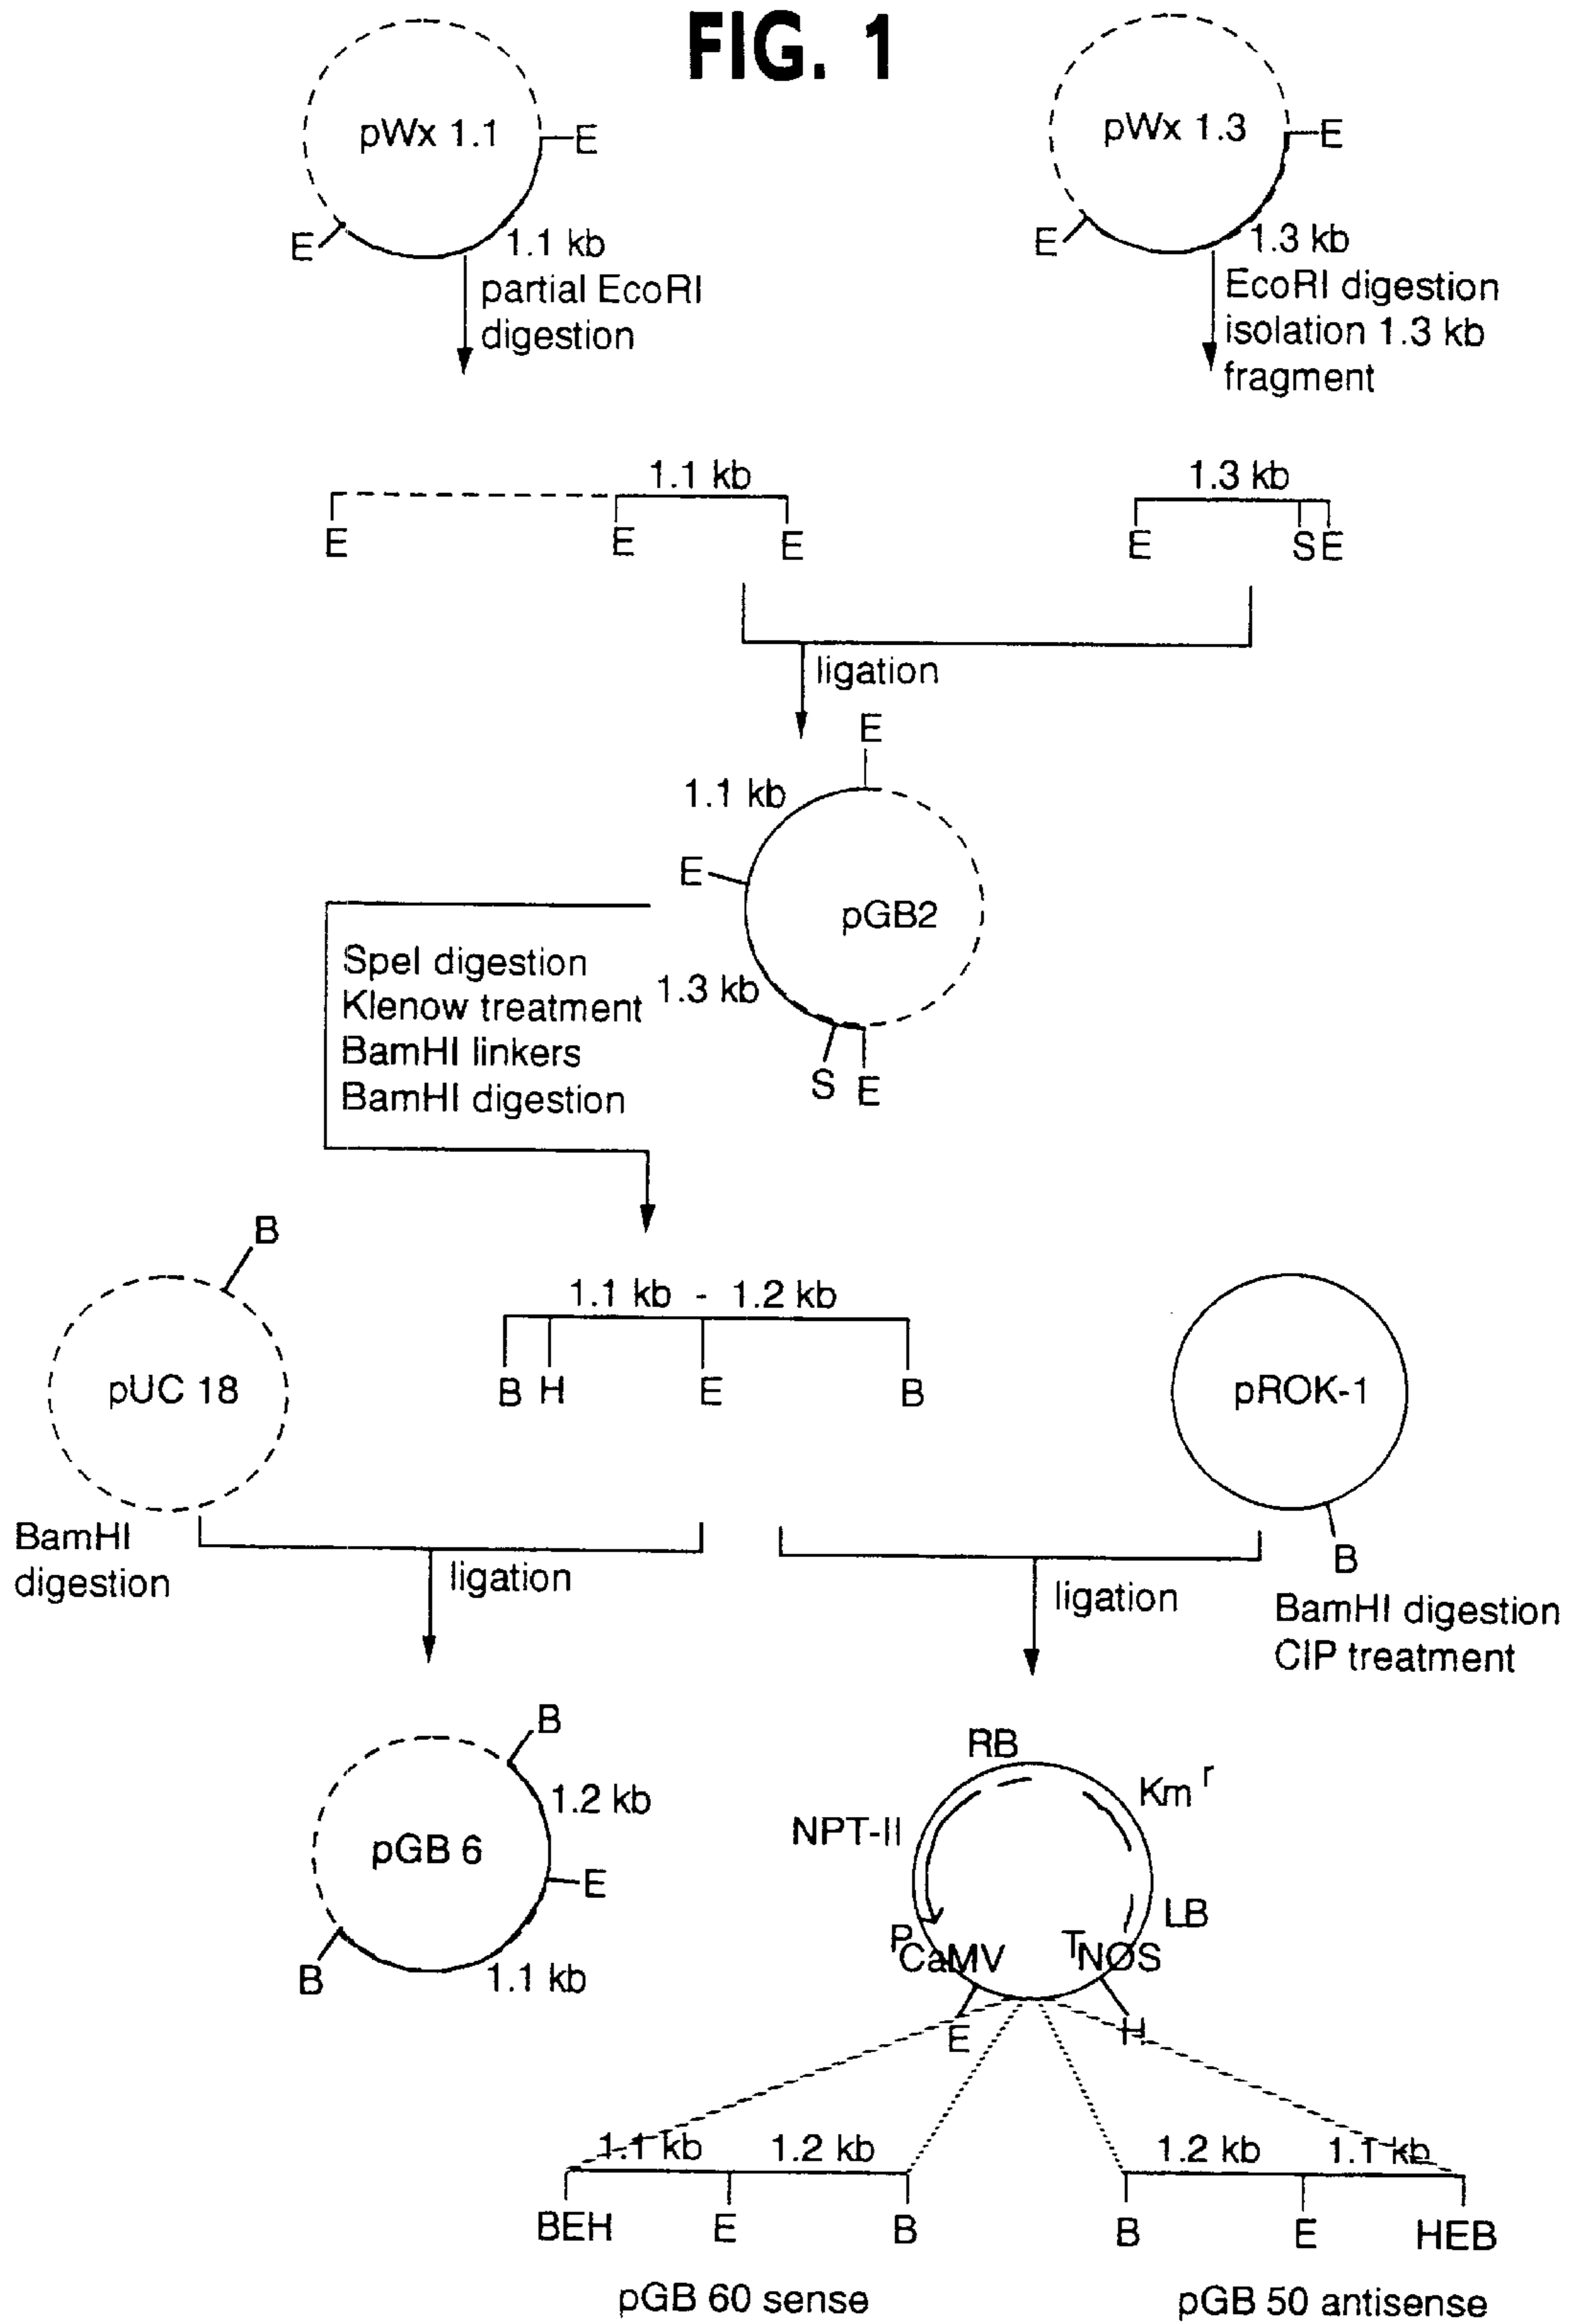 FIG. 1
pWx 1.1
E
E
1.1 kb
partial EcoRI
digestion
pWx 1.3
E
E
1.3 kb
EcoRI digestion
isolation 1.3 kb
fragment
1.1 kb
E
E
E
1.3 kb
E
S E
ligation
E
1.1 kb
E
pGB2
1.3 kb
S
E
SpeI digestion
Klenow treatment
BamHI linkers
BamHI digestion
B
pUC 18
BamHI
digestion
1.1 kb - 1.2 kb
B H E B
pROK-1
B
BamHI digestion
CIP treatment
ligation
ligation
B
1.2 kb
pGB 6
E
B
1.1 kb
RB
Km r
NPT-II
LB
PCaMV
TNOS
E
H
1.1 kb 1.2 kb
BEH E B
pGB 60 sense
1.2 kb 1.1 kb
B E HEB
pGB 50 antisense